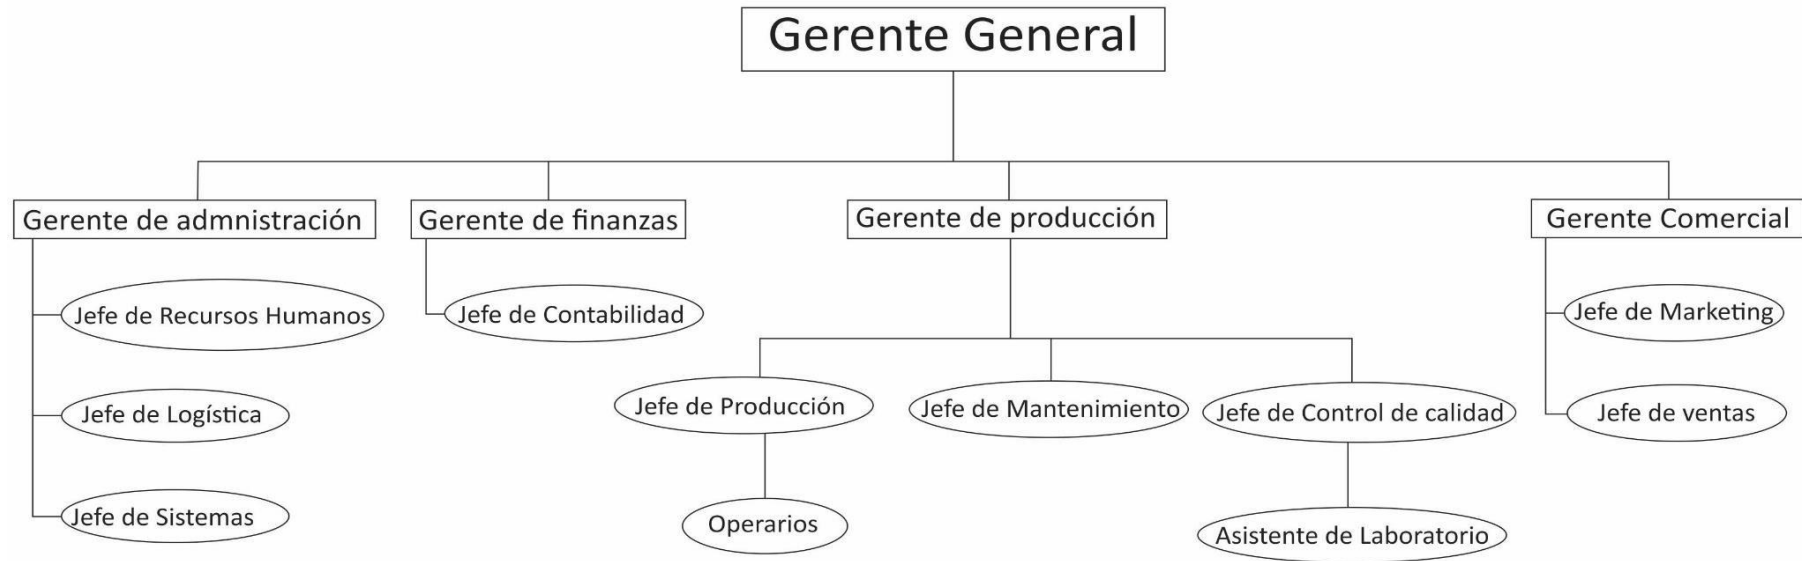 Gerente General
Gerente de admnistración
Gerente de finanzas
Gerente de producción
Gerente Comercial
Jefe de Recursos Humanos
Jefe de Contabilidad
Jefe de Marketing
Jefe de Logística
Jefe de Producción
Jefe de Mantenimiento
Jefe de Control de calidad
Jefe de ventas
Jefe de Sistemas
Operarios
Asistente de Laboratorio